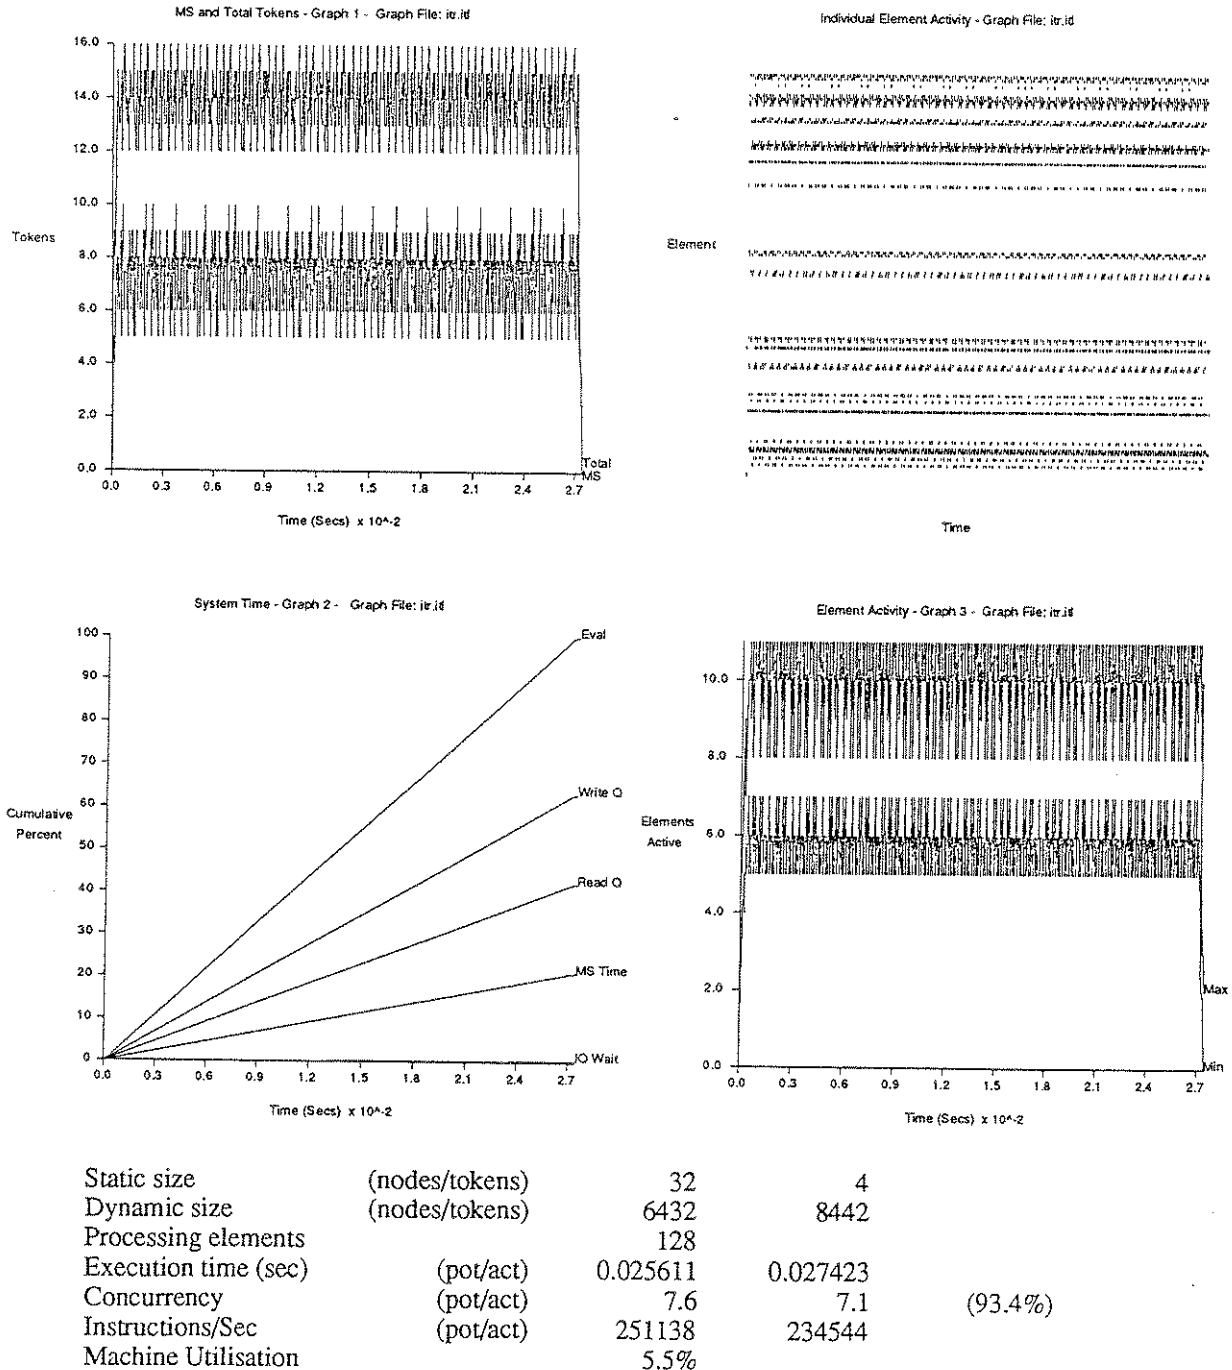 MS and Total Tokens - Graph 1 - Graph File: itr.itl
16.0
14.0
12.0
10.0
Tokens
8.0
6.0
4.0
2.0
0.0
Total
MS
0.0 0.3 0.6 0.9 1.2 1.5 1.8 2.1 2.4 2.7
Time (Secs) x 10^-2
Individual Element Activity - Graph File: itr.itl
Element
Time
System Time - Graph 2 - Graph File: itr.itl
100
90
80
70
60
Cumulative
Percent
50
40
30
20
10
0
Eval
Write Q
Read Q
MS Time
IO Wait
0.0 0.3 0.6 0.9 1.2 1.5 1.8 2.1 2.4 2.7
Time (Secs) x 10^-2
Element Activity - Graph 3 - Graph File: itr.itl
10.0
8.0
Elements
Active
6.0
4.0
2.0
0.0
Max
Min
0.0 0.3 0.6 0.9 1.2 1.5 1.8 2.1 2.4 2.7
Time (Secs) x 10^-2
Static size (nodes/tokens) 32 4
Dynamic size (nodes/tokens) 6432 8442
Processing elements 128
Execution time (sec) (pot/act) 0.025611 0.027423
Concurrency (pot/act) 7.6 7.1 (93.4%)
Instructions/Sec (pot/act) 251138 234544
Machine Utilisation 5.5%